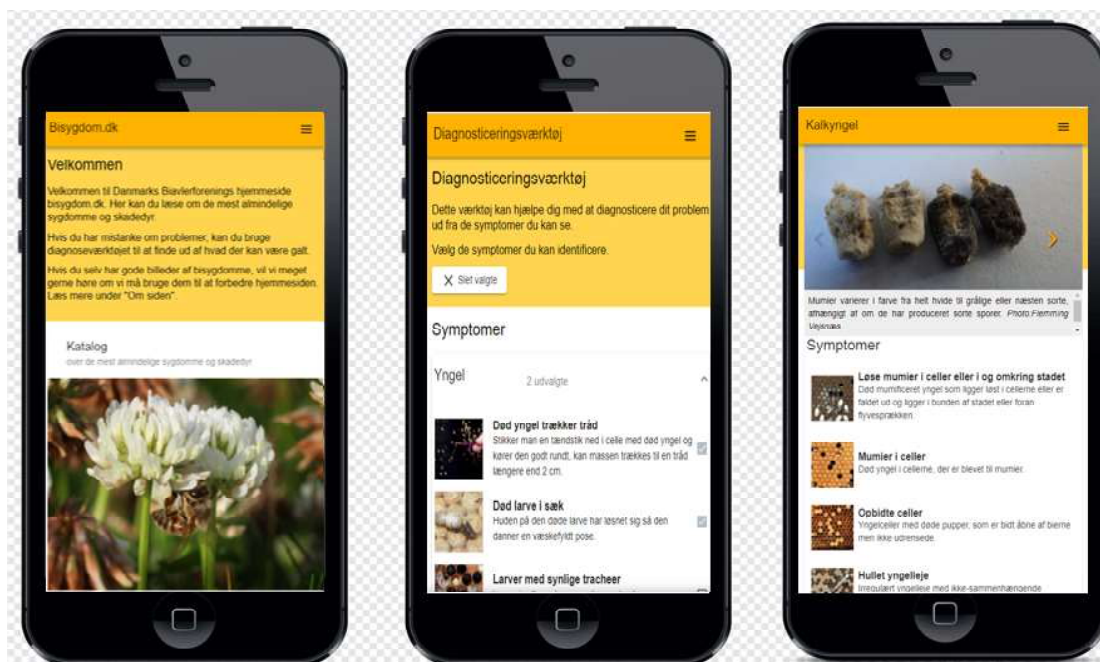 Bisygdom.dk
Velkommen
Velkommen til Danmarks Biavlerforenings hjemmeside
bisygdom.dk. Her kan du læse om de mest almindelige
sygdomme og skadedyr.
Hvis du har mistanke om problemer, kan du bruge
diagnoseværktøjet til at finde ud af hvad der kan være galt.
Hvis du selv har gode billeder af bisygdomme, vil vi meget
gerne høre om vi må bruge dem til at forbedre hjemmesiden.
Læs mere under "Om siden".
Katalog
over de mest almindelige sygdomme og skadedyr
Diagnosticeringsværktøj
Diagnosticeringsværktøj
Dette værktøj kan hjælpe dig med at diagnosticere dit problem
ud fra de symptomer du kan se.
Vælg de symptomer du kan identificere.
X Slet valgte
Symptomer
Yngel 2 udvalgte
Død yngel trækker tråd
Stikker man en tændstik ned i celle med død yngel og
kører den godt rundt, kan massen trækkes til en tråd
længere end 2 cm.
Død larve i sæk
Huden på den døde larve har løsnet sig så den
danner en væskefyldt pose.
Larver med synlige tracheer
Kalkyngel
Mumier varierer i farve fra helt hvide til grålige eller næsten sorte,
afhængigt af om de har produceret sorte sporer. Photo:Flemming
Vejsnæs
Symptomer
Løse mumier i celler eller i og omkring stadet
Død mumificeret yngel som ligger løst i cellerne eller er
faldet ud og ligger i bunden af stadet eller foran
flyvesprækken.
Mumier i celler
Død yngel i cellerne, der er blevet til mumier.
Opbidte celler
Yngelceller med døde pupper, som er bidt åbne af bierne
men ikke udrensede.
Hullet yngelleje
Irregulært yngelleje med ikke-sammenhængende